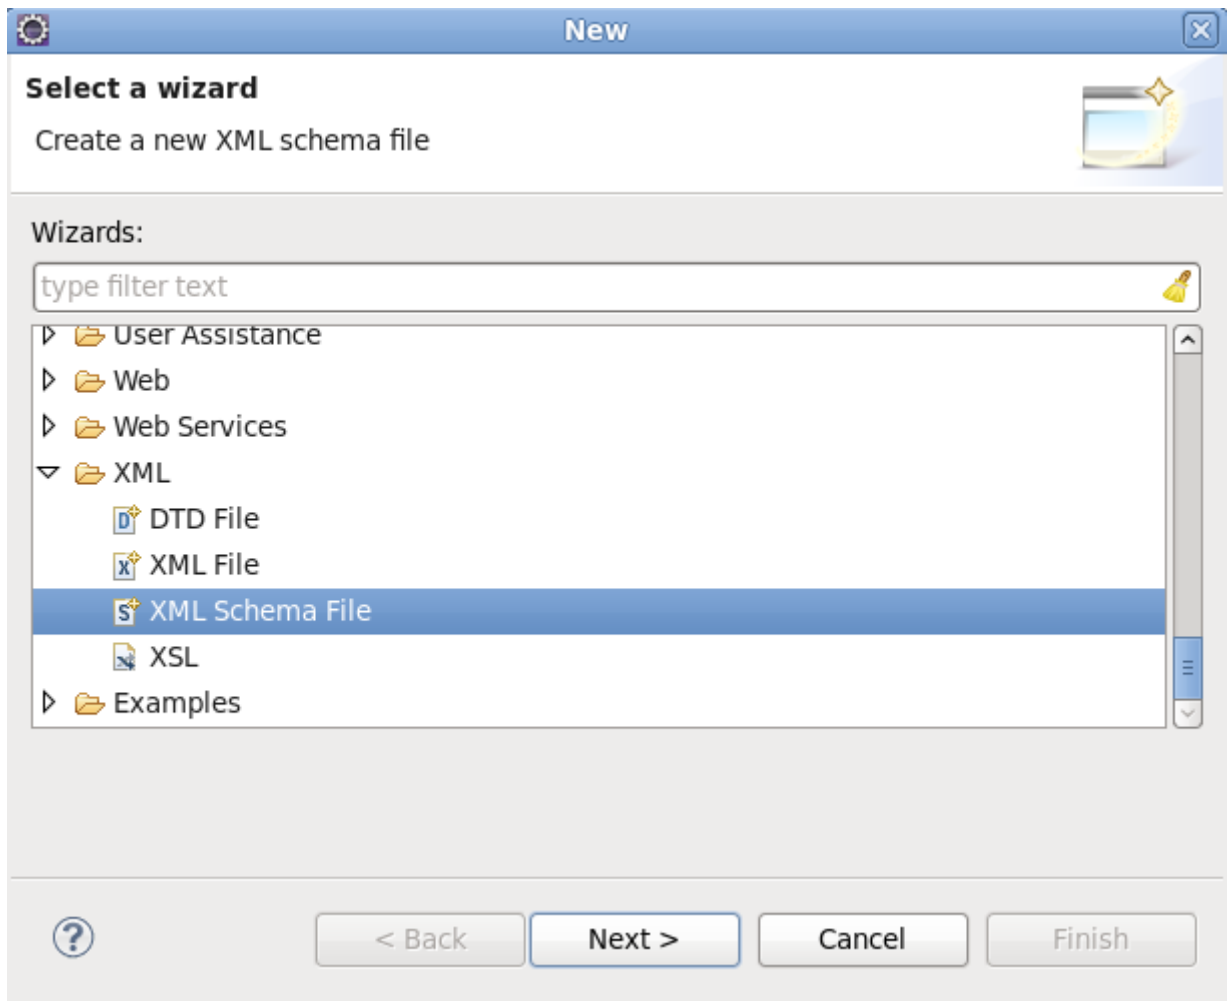 New
Select a wizard
Create a new XML schema file
Wizards:
type filter text
User Assistance
Web
Web Services
XML
DTD File
XML File
XML Schema File
XSL
Examples
? < Back Next > Cancel Finish